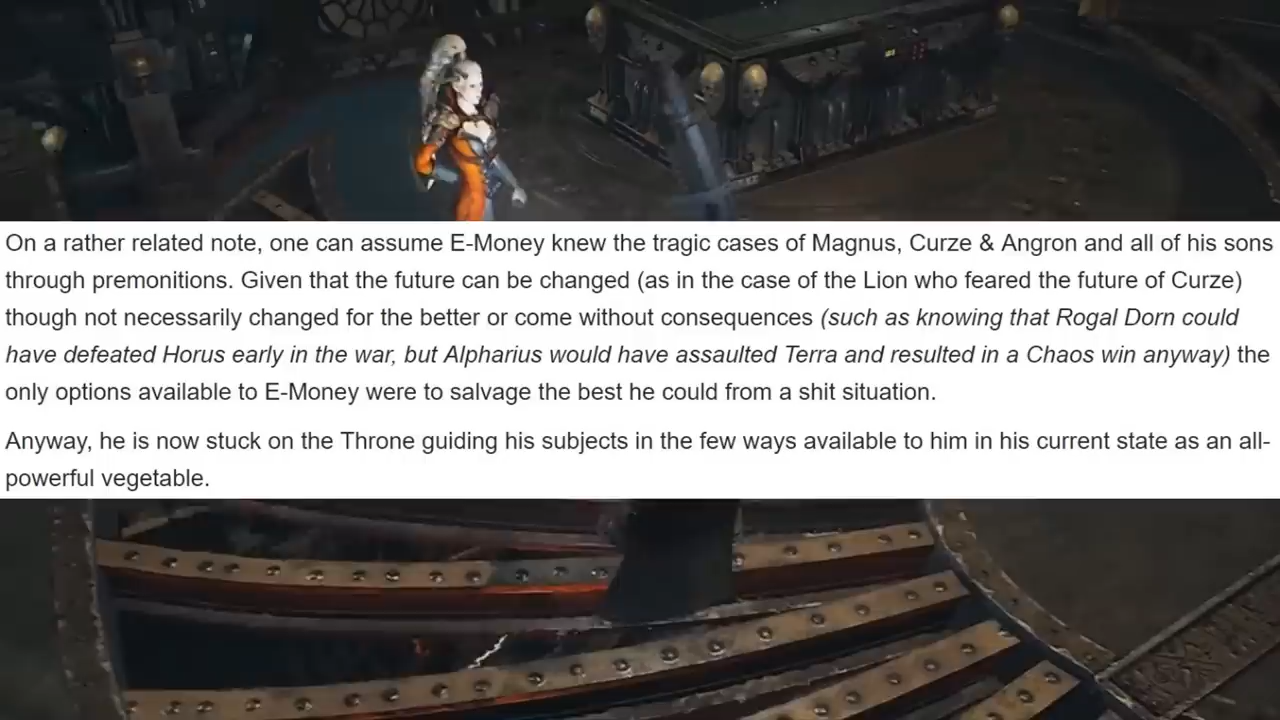 On a rather related note, one can assume E-Money knew the tragic cases of Magnus, Curze & Angron and all of his sons
through premonitions. Given that the future can be changed (as in the case of the Lion who feared the future of Curze)
though not necessarily changed for the better or come without consequences (such as knowing that Rogal Dorn could
have defeated Horus early in the war, but Alpharius would have assaulted Terra and resulted in a Chaos win anyway) the
only options available to E-Money were to salvage the best he could from a shit situation.
Anyway, he is now stuck on the Throne guiding his subjects in the few ways available to him in his current state as an all-
powerful vegetable.